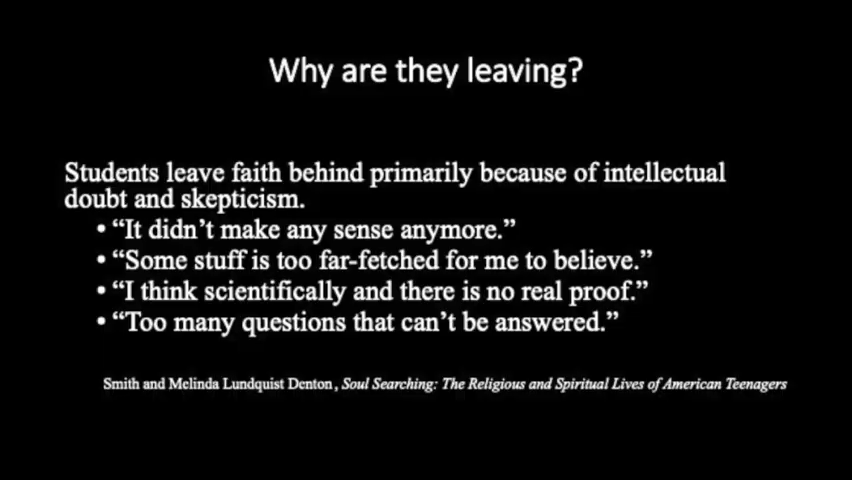 Why are they leaving?
Students leave faith behind primarily because of intellectual
doubt and skepticism.
• “It didn’t make any sense anymore.”
• “Some stuff is too far-fetched for me to believe.”
• “I think scientifically and there is no real proof.”
• “Too many questions that can’t be answered.”
Smith and Melinda Lundquist Denton, Soul Searching: The Religious and Spiritual Lives of American Teenagers